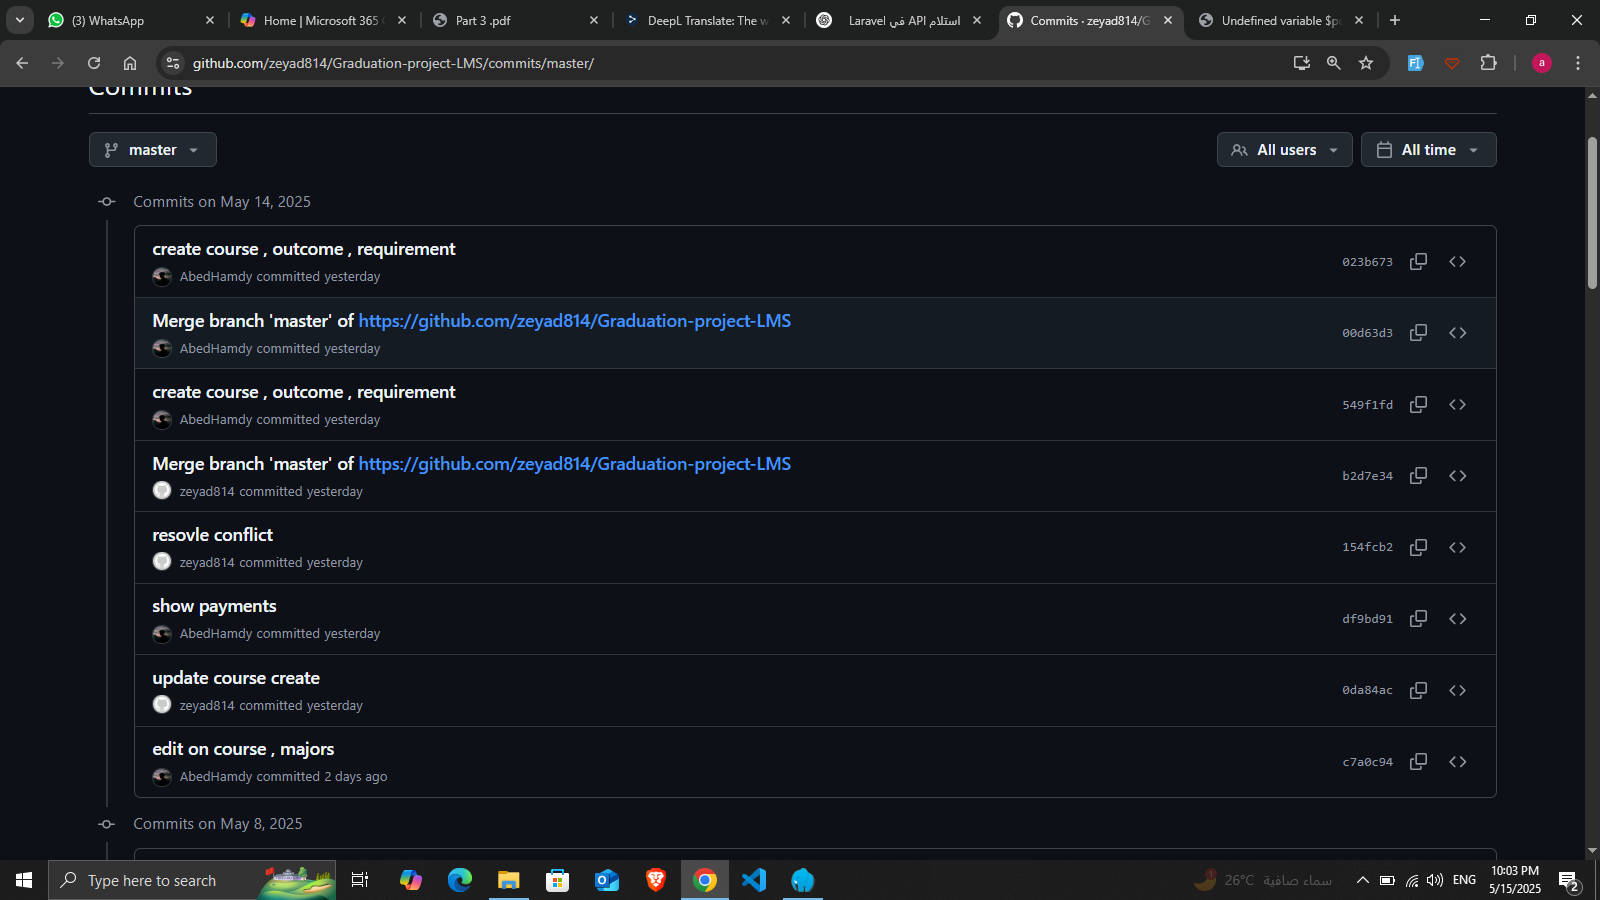 (3) WhatsApp
Home | Microsoft 365
Part 3 .pdf
DeepL Translate: The w
استلام API في Laravel
Commits · zeyad814/G
Undefined variable $p
github.com/zeyad814/Graduation-project-LMS/commits/master/
a
Commits
master
All users
All time
Commits on May 14, 2025
create course , outcome , requirement
AbedHamdy committed yesterday
023b673
Merge branch 'master' of https://github.com/zeyad814/Graduation-project-LMS
AbedHamdy committed yesterday
00d63d3
create course , outcome , requirement
AbedHamdy committed yesterday
549f1fd
Merge branch 'master' of https://github.com/zeyad814/Graduation-project-LMS
zeyad814 committed yesterday
b2d7e34
resovle conflict
zeyad814 committed yesterday
154fcb2
show payments
AbedHamdy committed yesterday
df9bd91
update course create
zeyad814 committed yesterday
0da84ac
edit on course , majors
AbedHamdy committed 2 days ago
c7a0c94
Commits on May 8, 2025
Type here to search
1
26°C سماء صافية
ENG
10:03 PM
5/15/2025
2